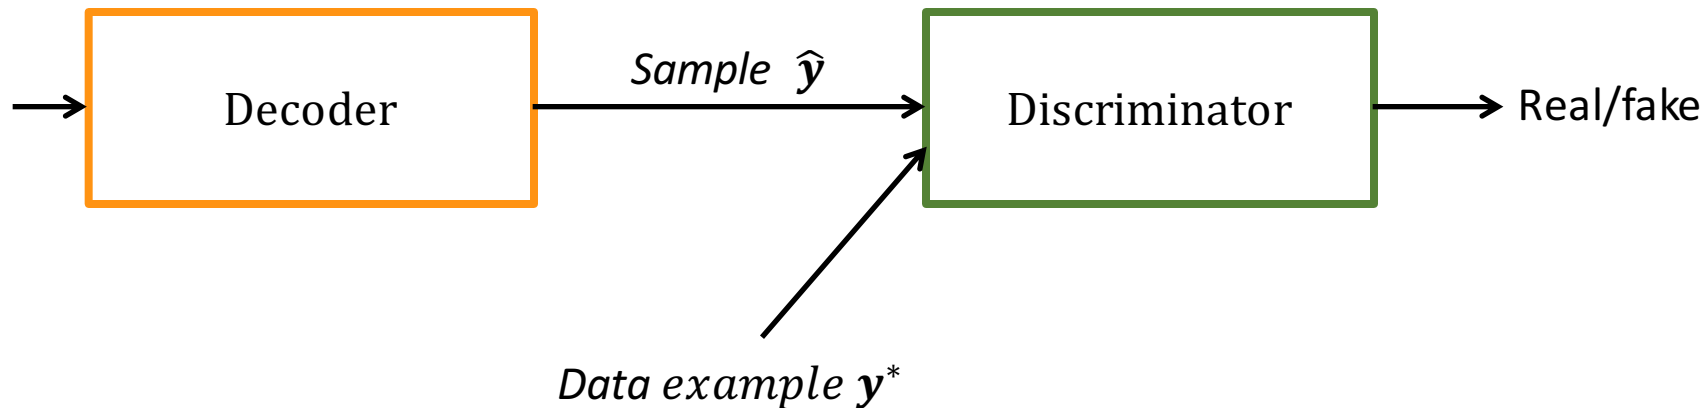 Decoder
Sample ŷ
Discriminator
Real/fake
Data example y*